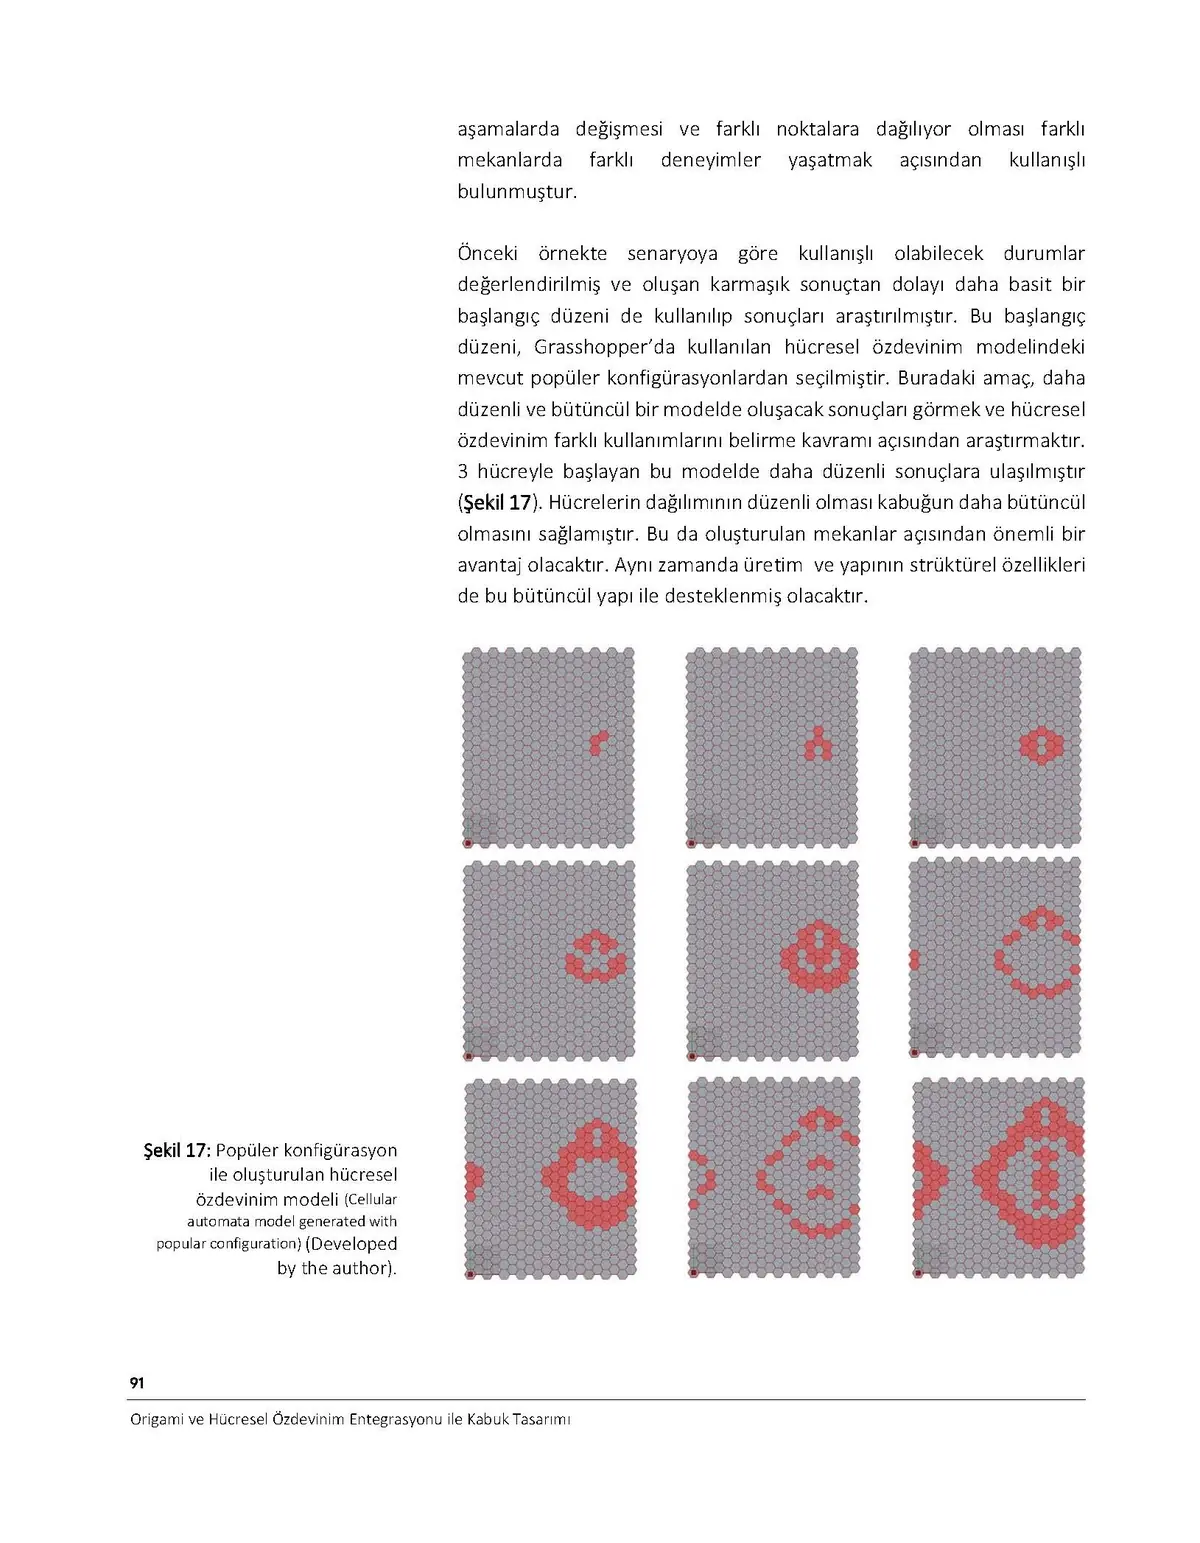 aşamalarda değişmesi ve farklı noktalara dağılıyor olması farklı
mekanlarda farklı deneyimler yaşatmak açısından kullanışlı
bulunmuştur.
Önceki örnekte senaryoya göre kullanışlı olabilecek durumlar
değerlendirilmiş ve oluşan karmaşık sonuçtan dolayı daha basit bir
başlangıç düzeni de kullanılıp sonuçları araştırılmıştır. Bu başlangıç
düzeni, Grasshopper’da kullanılan hücresel özdevinim modelindeki
mevcut popüler konfigürasyonlardan seçilmiştir. Buradaki amaç, daha
düzenli ve bütüncül bir modelde oluşacak sonuçları görmek ve hücresel
özdevinim farklı kullanımlarını belirme kavramı açısından araştırmaktır.
3 hücreyle başlayan bu modelde daha düzenli sonuçlara ulaşılmıştır
(Şekil 17). Hücrelerin dağılımının düzenli olması kabuğun daha bütüncül
olmasını sağlamıştır. Bu da oluşturulan mekanlar açısından önemli bir
avantaj olacaktır. Aynı zamanda üretim ve yapının strüktürel özellikleri
de bu bütüncül yapı ile desteklenmiş olacaktır.
Şekil 17: Popüler konfigürasyon
ile oluşturulan hücresel
özdevinim modeli (Cellular
automata model generated with
popular configuration) (Developed
by the author).
91
Origami ve Hücresel Özdevinim Entegrasyonu ile Kabuk Tasarımı